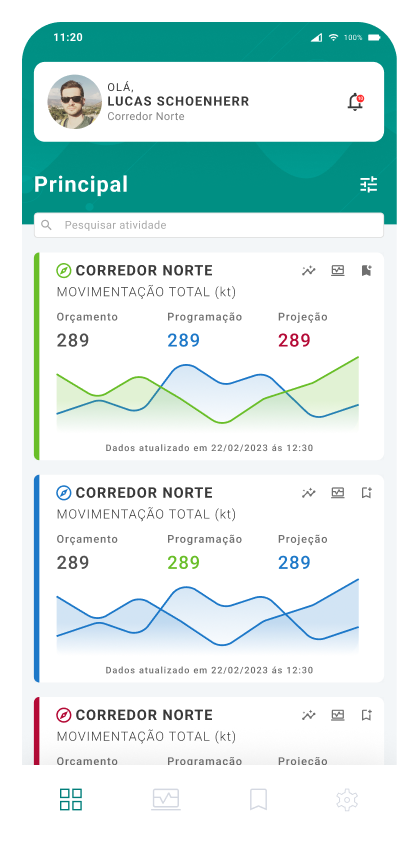 11:20 100%
OLÁ,
LUCAS SCHOENHERR
Corredor Norte
Principal
Pesquisar atividade
CORREDOR NORTE
MOVIMENTAÇÃO TOTAL (kt)
Orçamento Programação Projeção
289 289 289
Dados atualizado em 22/02/2023 ás 12:30
CORREDOR NORTE
MOVIMENTAÇÃO TOTAL (kt)
Orçamento Programação Projeção
289 289 289
Dados atualizado em 22/02/2023 ás 12:30
CORREDOR NORTE
MOVIMENTAÇÃO TOTAL (kt)
Orçamento Programação Projeção